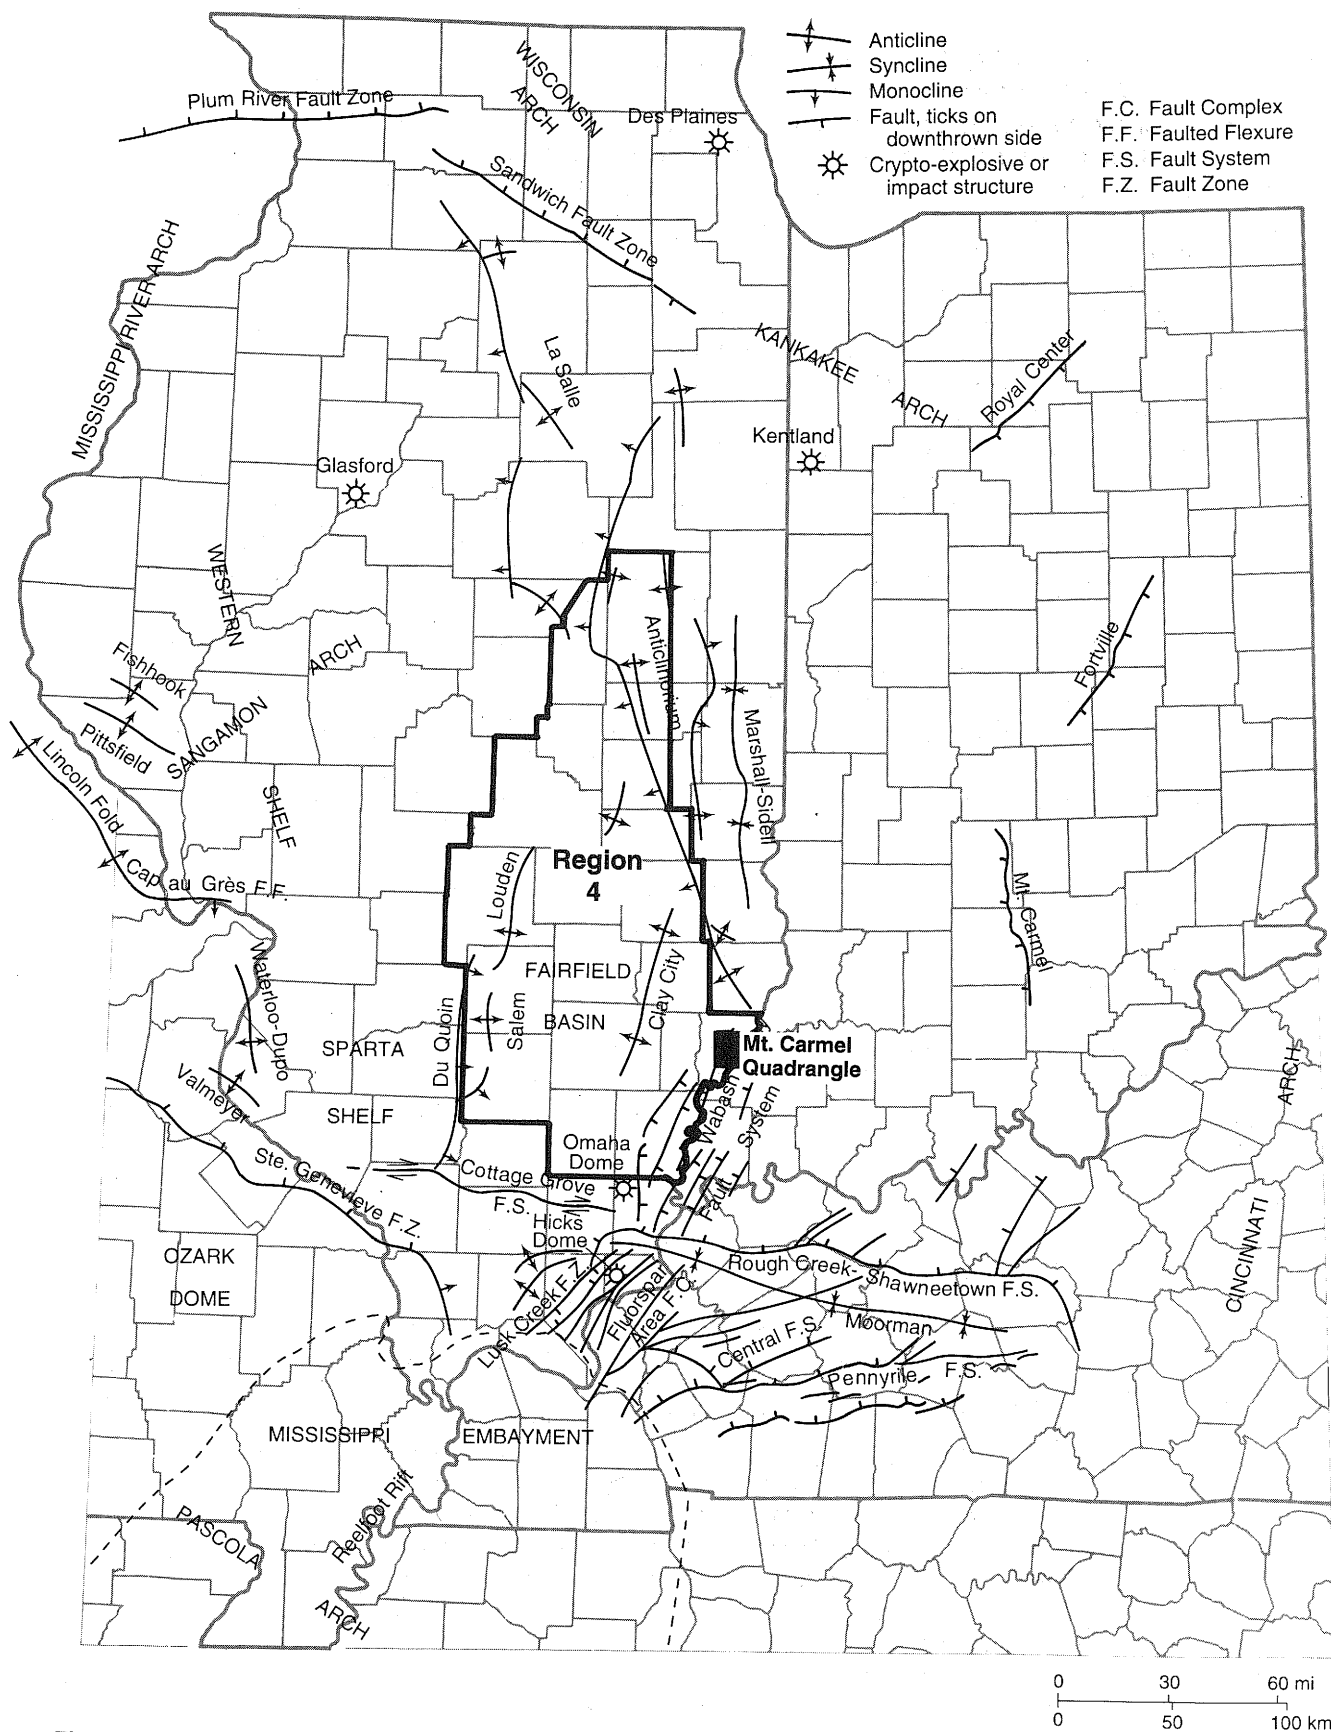 Anticline
Syncline
Monocline
Fault, ticks on
downthrown side
Crypto-explosive or
impact structure
F.C. Fault Complex
F.F. Faulted Flexure
F.S. Fault System
F.Z. Fault Zone
WISCONSIN
ARCH
Plum River Fault Zone
Des Plaines
Sandwich Fault Zone
MISSISSIPPI RIVER ARCH
La Salle
KANKAKEE
ARCH
Royal Center
Kentland
Glasford
WESTERN
ARCH
Anticlinorium
Fortville
Fishhook
Pittsfield
SANGAMON
Lincoln Fold
SHELF
Marshall-Sidell
Region
4
Cap au Grès F.F.
Louden
Mt. Carmel
Waterloo-Dupo
FAIRFIELD
BASIN
Clay City
Du Quoin
Salem
SPARTA
SHELF
Mt. Carmel
Quadrangle
Valmeyer
Wabash
System
Fault
CINCINNATI
ARCH
Omaha
Dome
Ste. Genevieve F.Z.
Cottage Grove
F.S.
Hicks
Dome
OZARK
DOME
Rough Creek-Shawneetown F.S.
Lusk Creek F.Z.
Fluorspar
Area F.C.
Central F.S.
Moorman
Pennyrile F.S.
MISSISSIPPI EMBAYMENT
Reelfoot Rift
PASCOLA
ARCH
0 30 60 mi
0 50 100 km